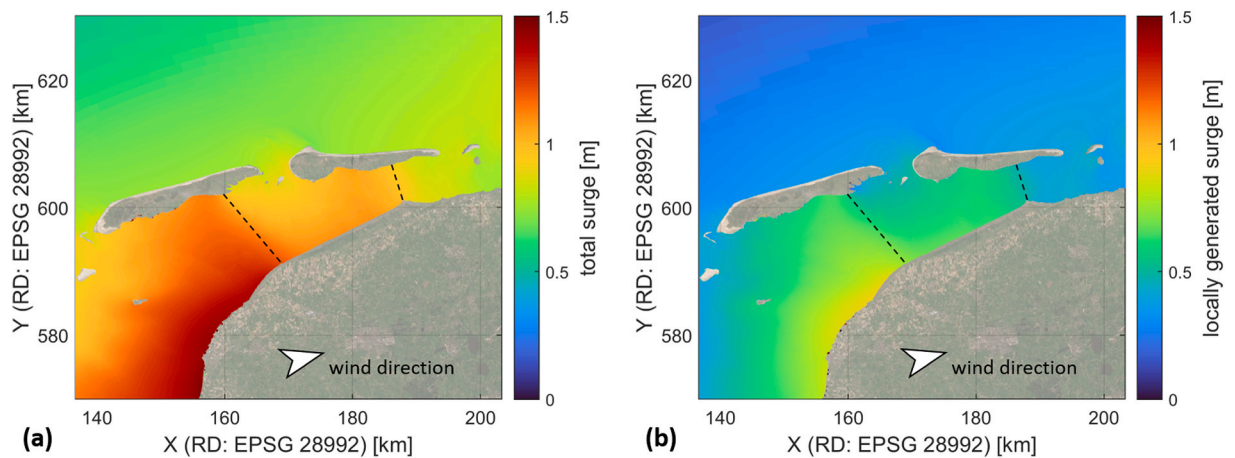 620
600
580
140
160
180
200
Y (RD: EPSG 28992) [km]
X (RD: EPSG 28992) [km]
wind direction
(a)
1.5
1
0.5
0
total surge [m]
620
600
580
140
160
180
200
Y (RD: EPSG 28992) [km]
X (RD: EPSG 28992) [km]
wind direction
(b)
1.5
1
0.5
0
locally generated surge [m]